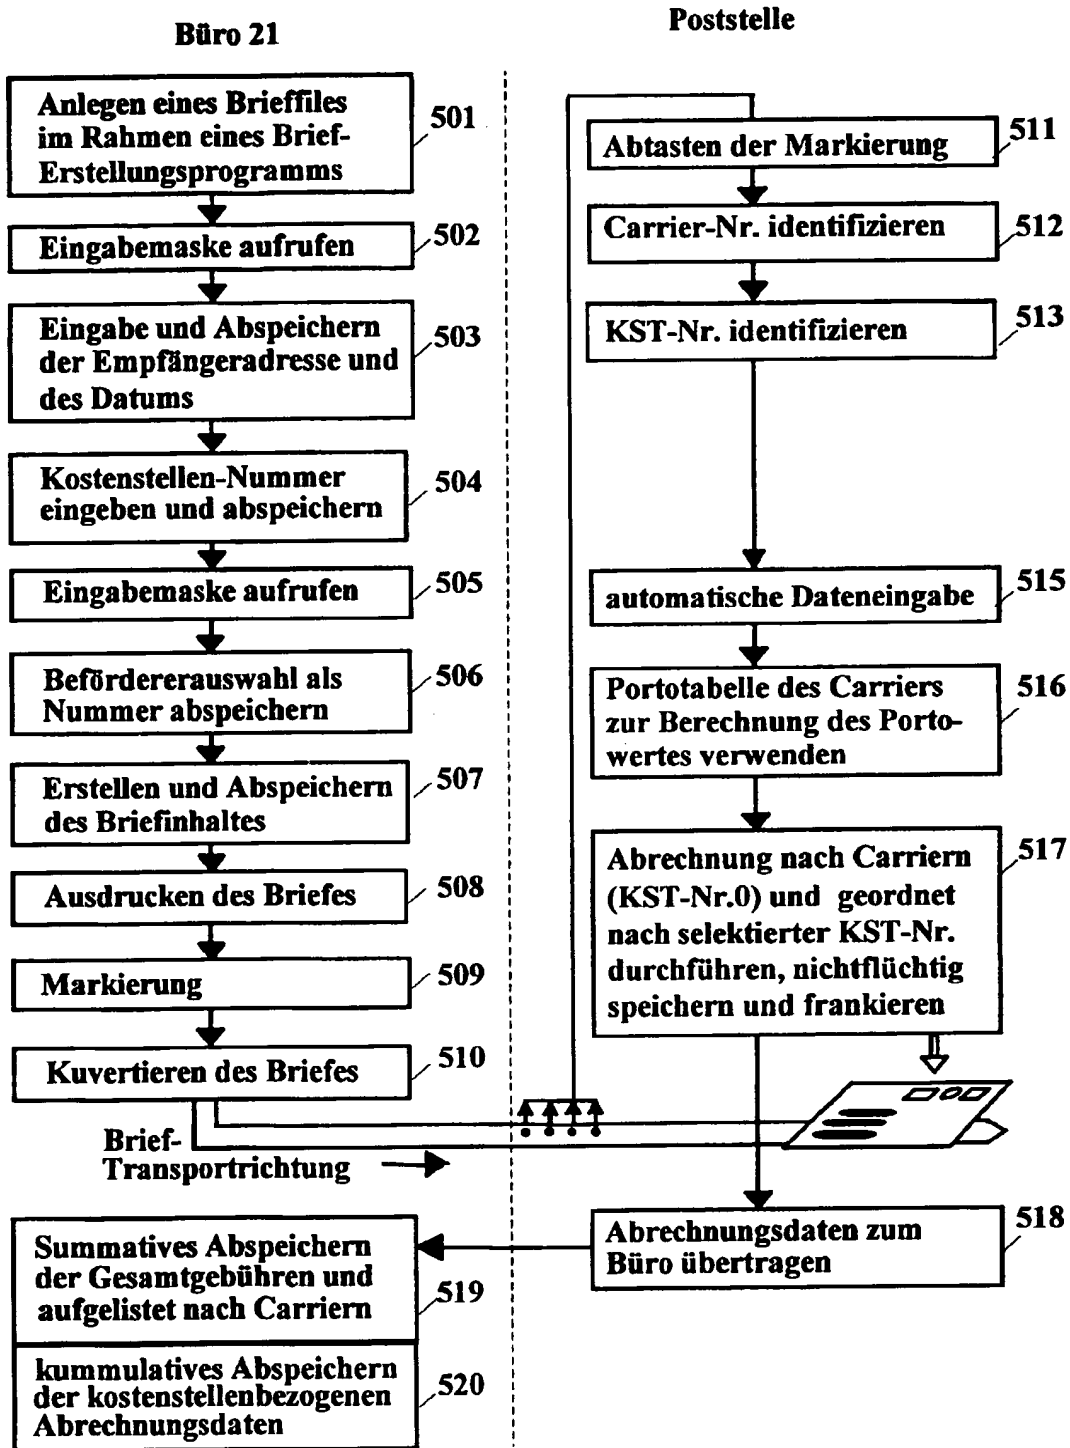 Büro 21
Anlegen eines Brieffiles
im Rahmen eines Brief-
Erstellungsprogramms
501
Eingabemaske aufrufen
502
Eingabe und Abspeichern
der Empfängeradresse und
des Datums
503
Kostenstellen-Nummer
eingeben und abspeichern
504
Eingabemaske aufrufen
505
Befördererauswahl als
Nummer abspeichern
506
Erstellen und Abspeichern
des Briefinhaltes
507
Ausdrucken des Briefes
508
Markierung
509
Kuvertieren des Briefes
510
Brief-
Transportrichtung
Poststelle
Abtasten der Markierung
511
Carrier-Nr. identifizieren
512
KST-Nr. identifizieren
513
automatische Dateneingabe
515
Portotabelle des Carriers
zur Berechnung des Porto-
wertes verwenden
516
Abrechnung nach Carriern
(KST-Nr.0) und geordnet
nach selektierter KST-Nr.
durchführen, nichtflüchtig
speichern und frankieren
517
Abrechnungsdaten zum
Büro übertragen
518
Summatives Abspeichern
der Gesamtgebühren und
aufgelistet nach Carriern
519
kummulatives Abspeichern
der kostenstellenbezogenen
Abrechnungsdaten
520